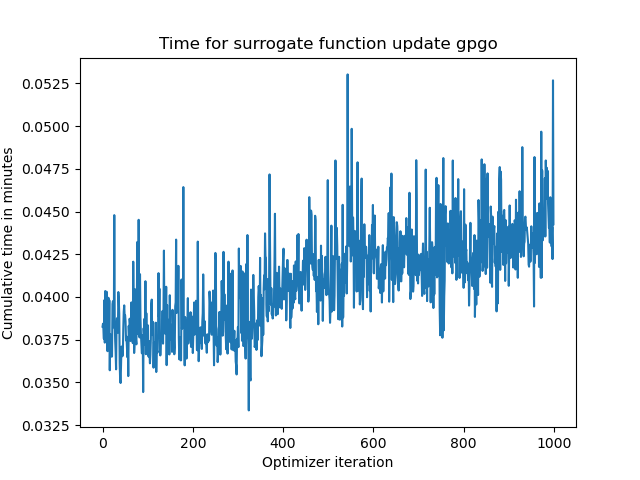 Time for surrogate function update gpgo
Cumulative time in minutes
0.0525
0.0500
0.0475
0.0450
0.0425
0.0400
0.0375
0.0350
0.0325
0 200 400 600 800 1000
Optimizer iteration